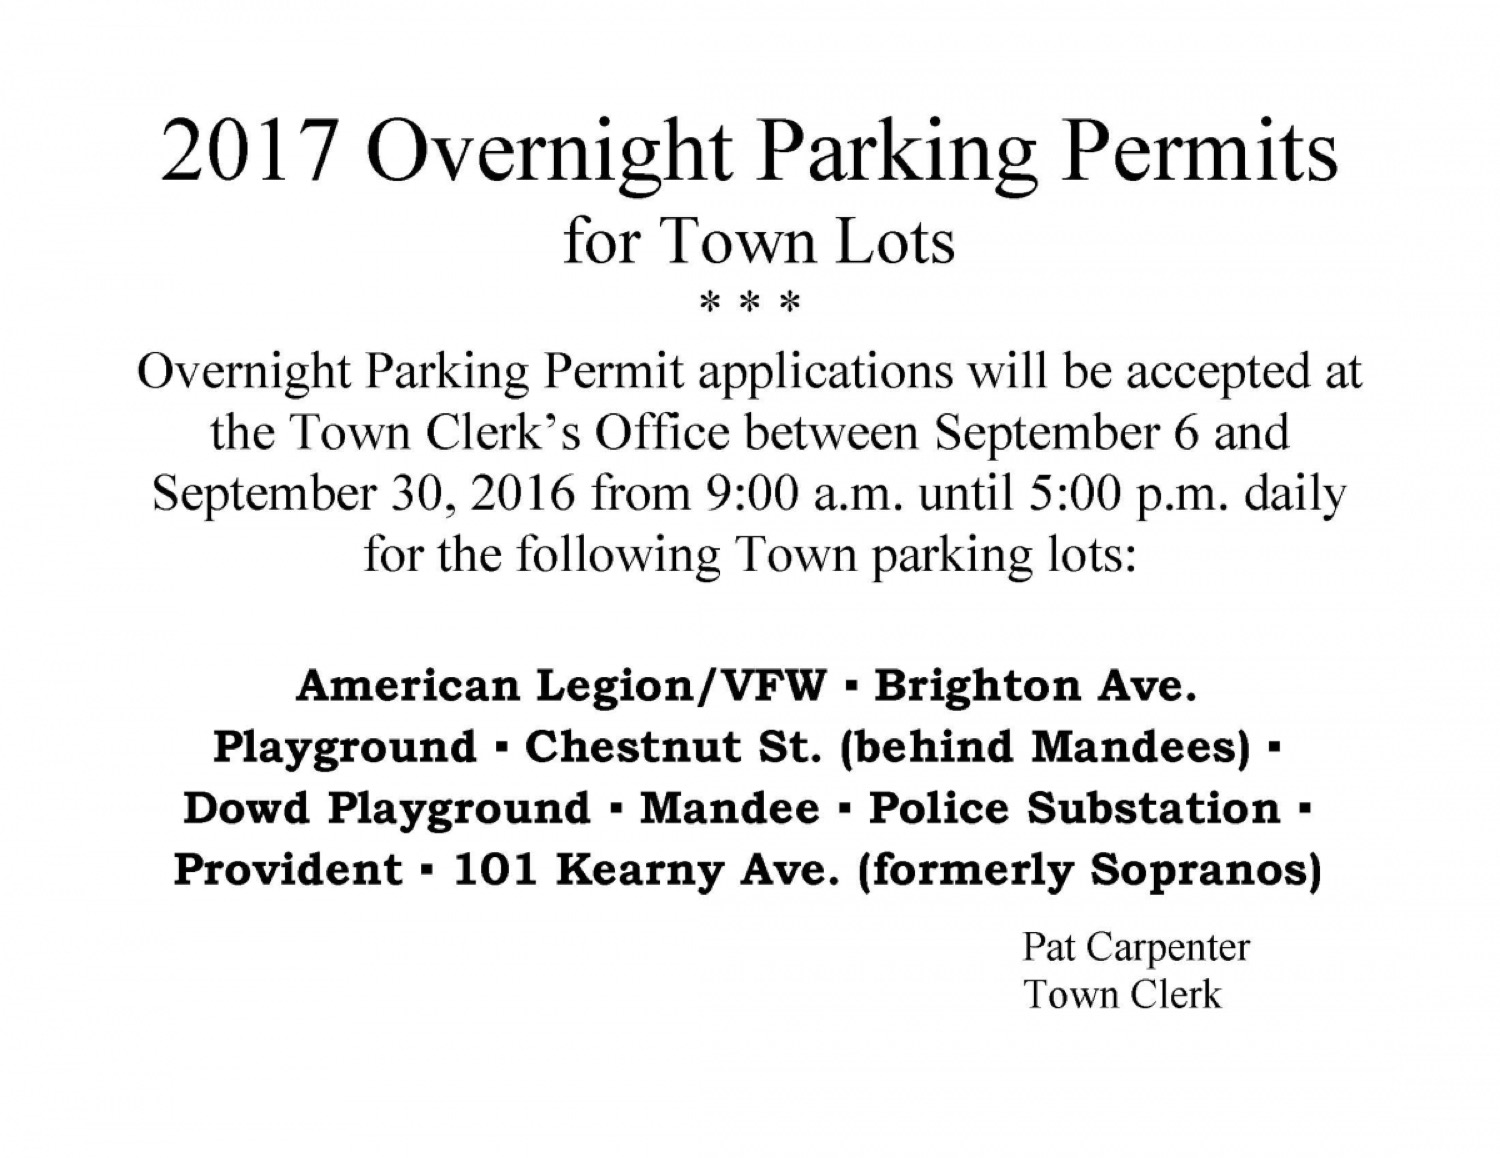 2017 Overnight Parking Permits
for Town Lots
* * *
Overnight Parking Permit applications will be accepted at
the Town Clerk's Office between September 6 and
September 30, 2016 from 9:00 a.m. until 5:00 p.m. daily
for the following Town parking lots:
American Legion/VFW ▪ Brighton Ave.
Playground ▪ Chestnut St. (behind Mandees) ▪
Dowd Playground ▪ Mandee ▪ Police Substation ▪
Provident ▪ 101 Kearny Ave. (formerly Sopranos)
Pat Carpenter
Town Clerk